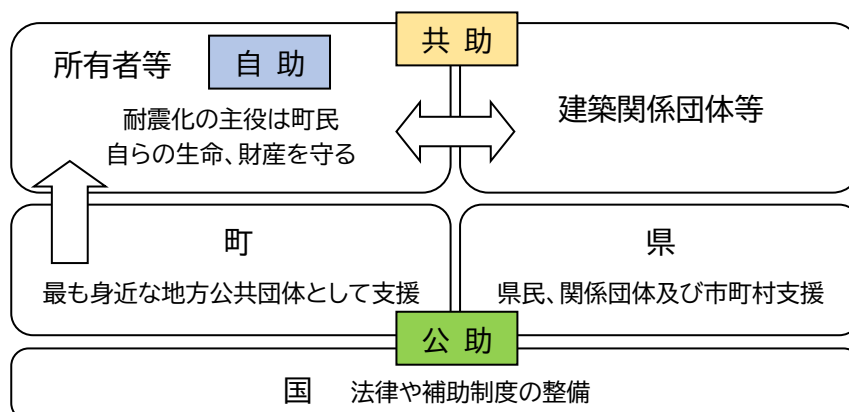 共助
所有者等 自助
耐震化の主役は町民
自らの生命、財産を守る
建築関係団体等
町
最も身近な地方公共団体として支援
県
県民、関係団体及び市町村支援
公助
国 法律や補助制度の整備